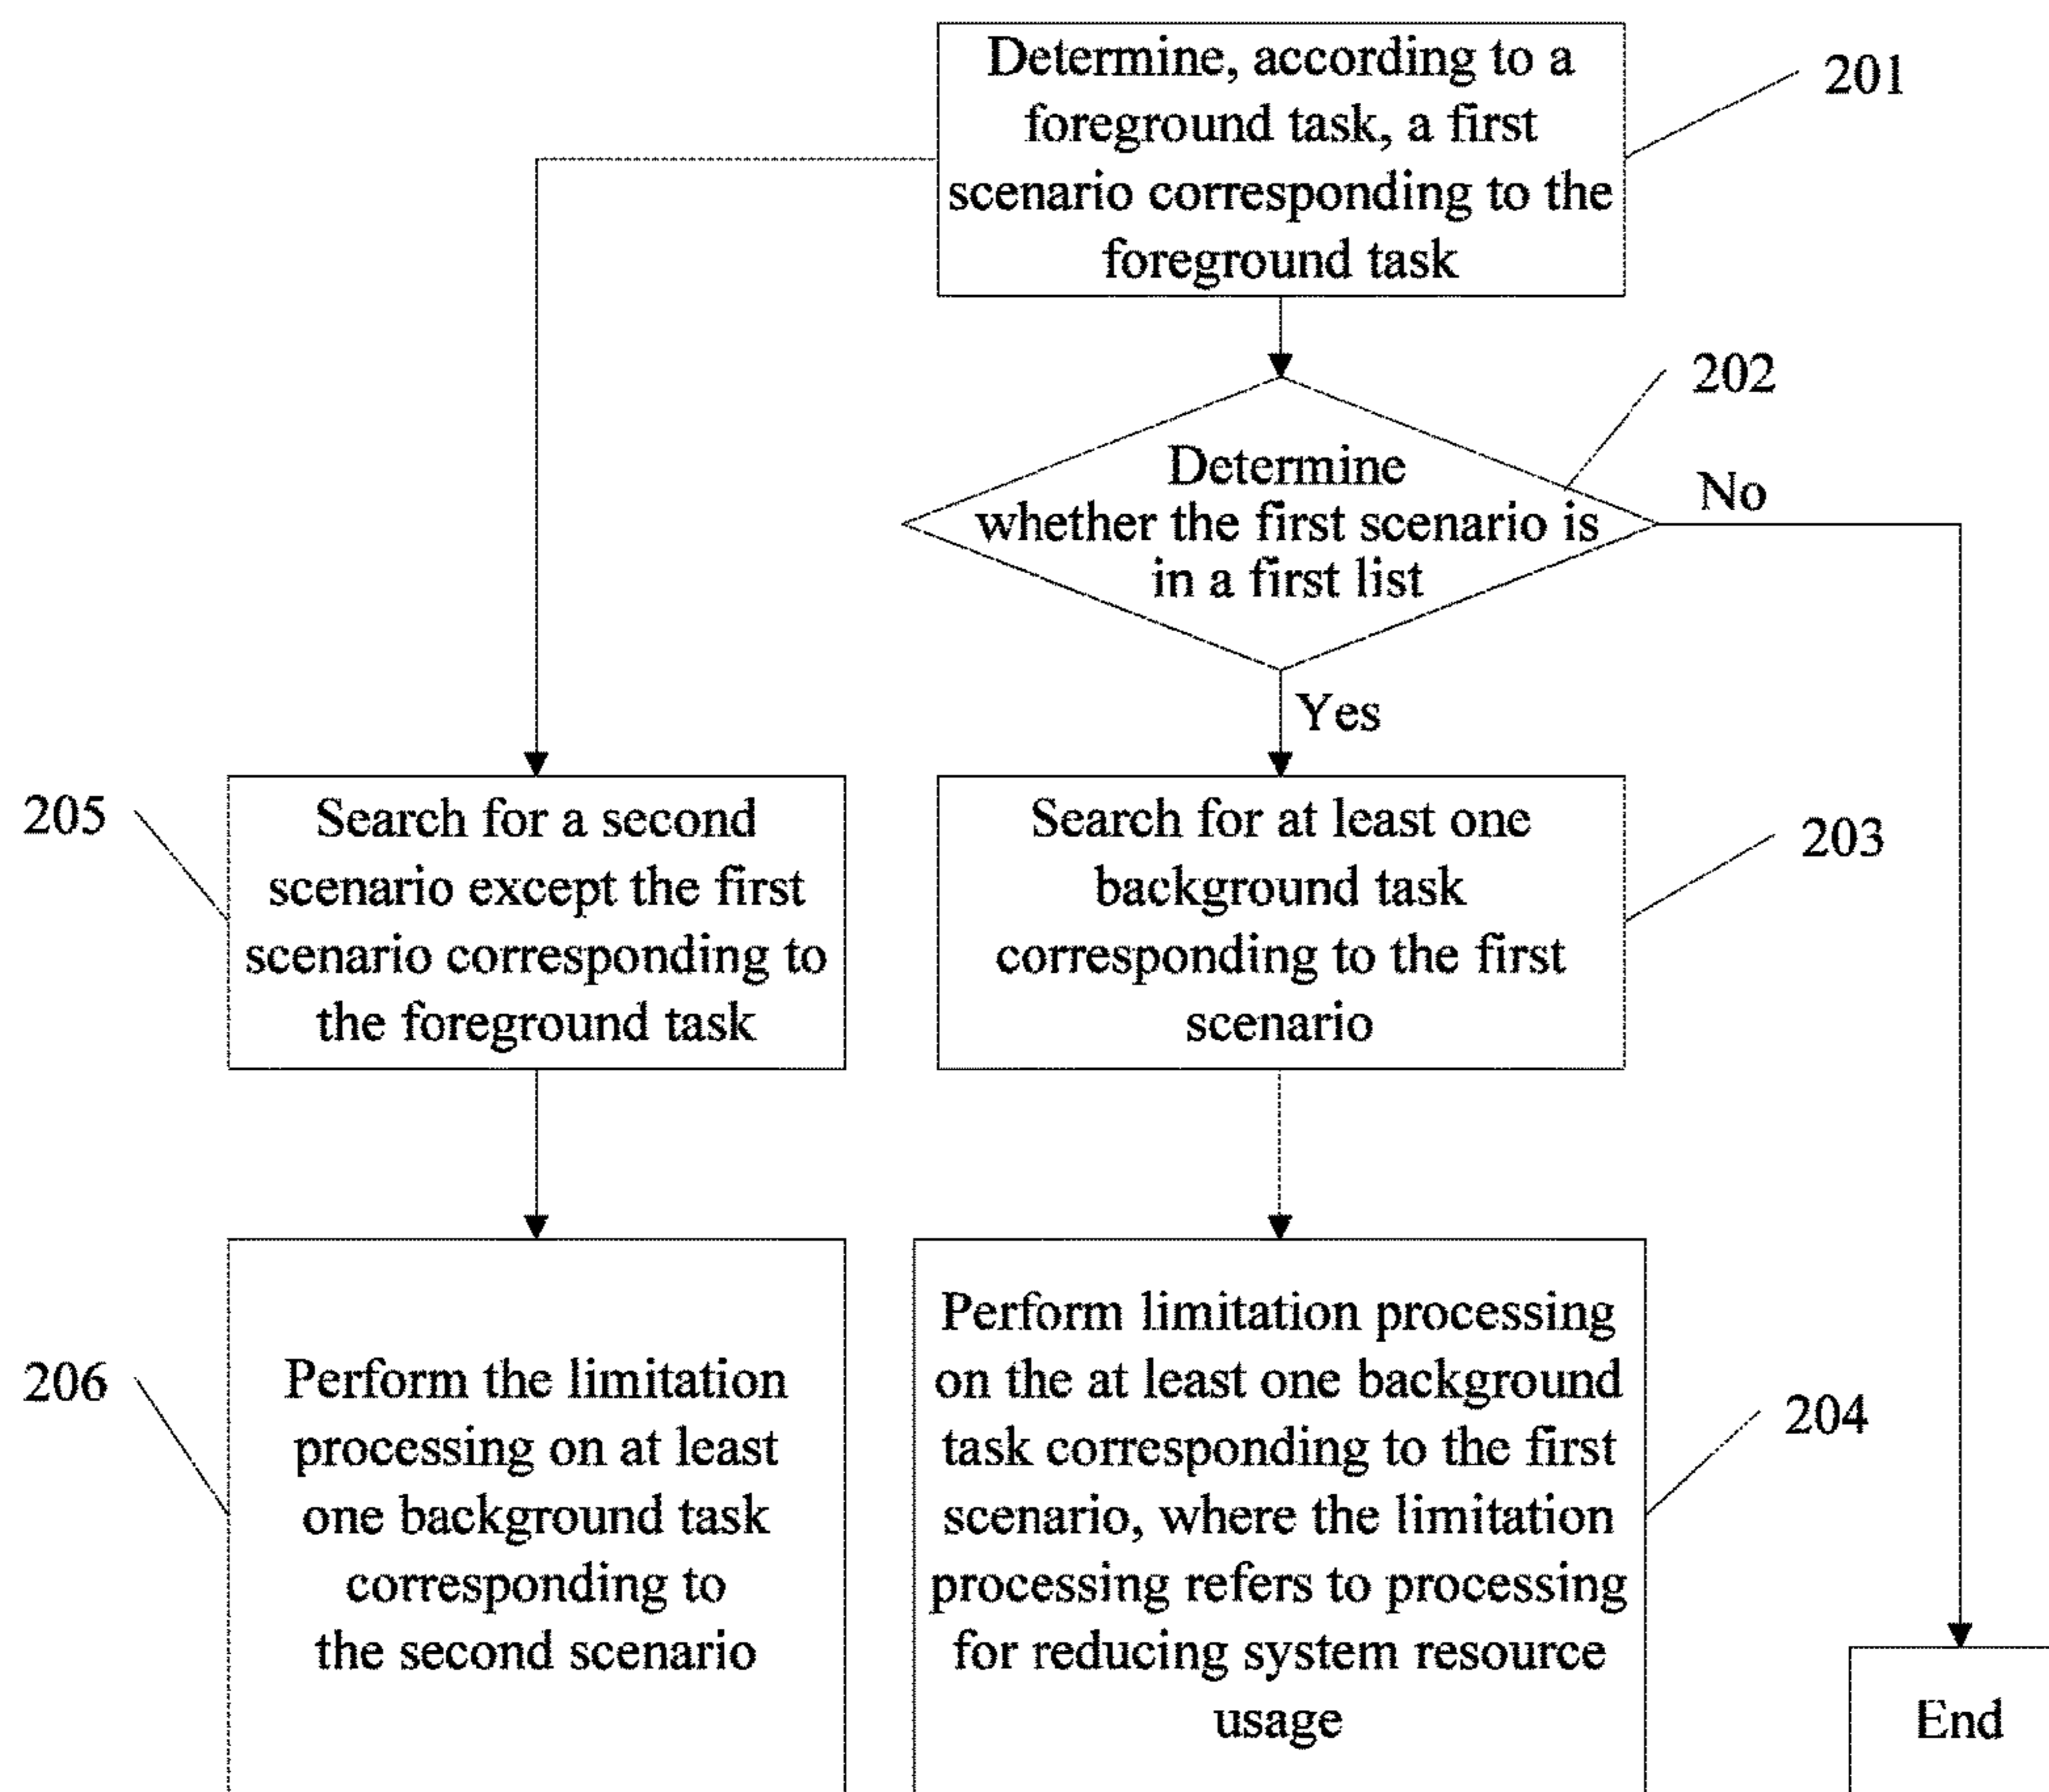 Determine, according to a
foreground task, a first
scenario corresponding to the
foreground task
201
202
Determine
whether the first scenario is
in a first list
No
Yes
205
Search for a second
scenario except the first
scenario corresponding to
the foreground task
Search for at least one
background task
corresponding to the first
scenario
203
206
Perform the limitation
processing on at least
one background task
corresponding to
the second scenario
Perform limitation processing
on the at least one background
task corresponding to the first
scenario, where the limitation
processing refers to processing
for reducing system resource
usage
204
End